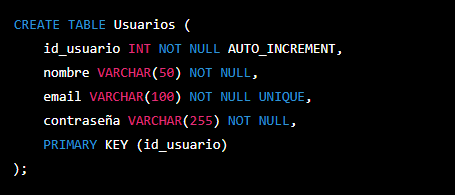 CREATE TABLE Usuarios (
    id_usuario INT NOT NULL AUTO_INCREMENT,
    nombre VARCHAR(50) NOT NULL,
    email VARCHAR(100) NOT NULL UNIQUE,
    contraseña VARCHAR(255) NOT NULL,
    PRIMARY KEY (id_usuario)
);